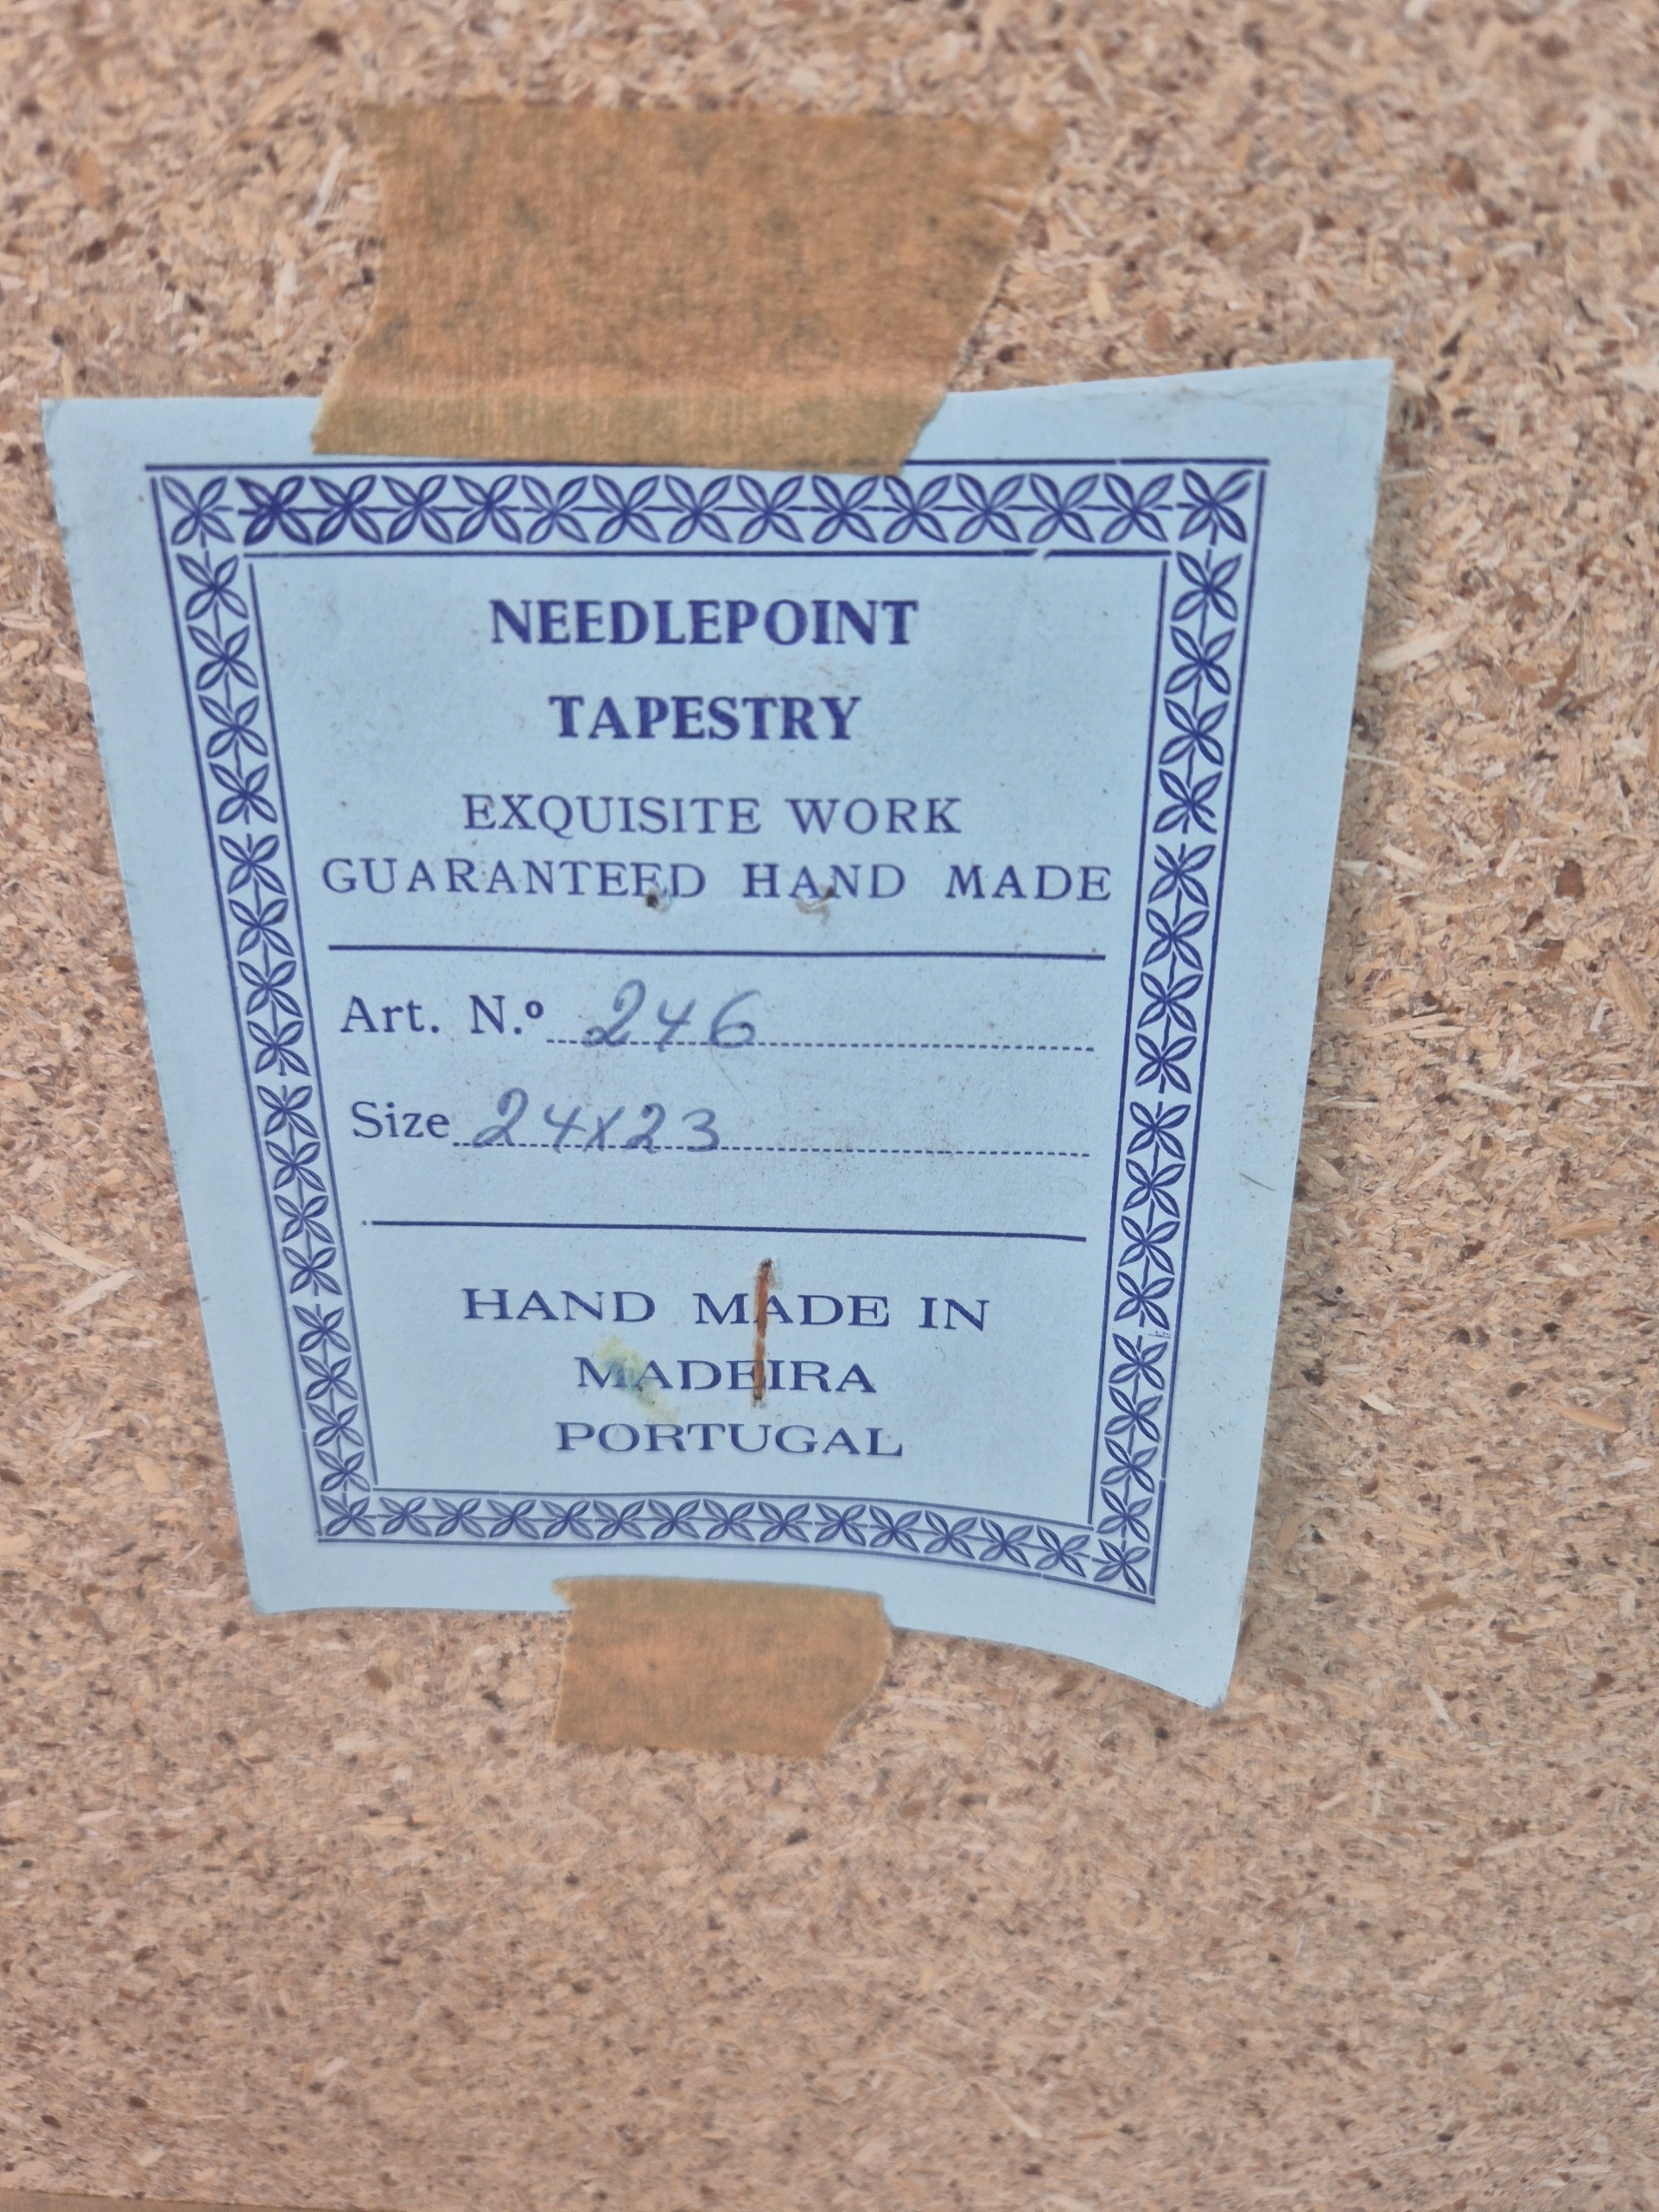 NEEDLEPOINT
TAPESTRY
EXQUISITE WORK
GUARANTEED HAND MADE
Art. N.º 246
Size 24x23
HAND MADE IN
MADEIRA
PORTUGAL